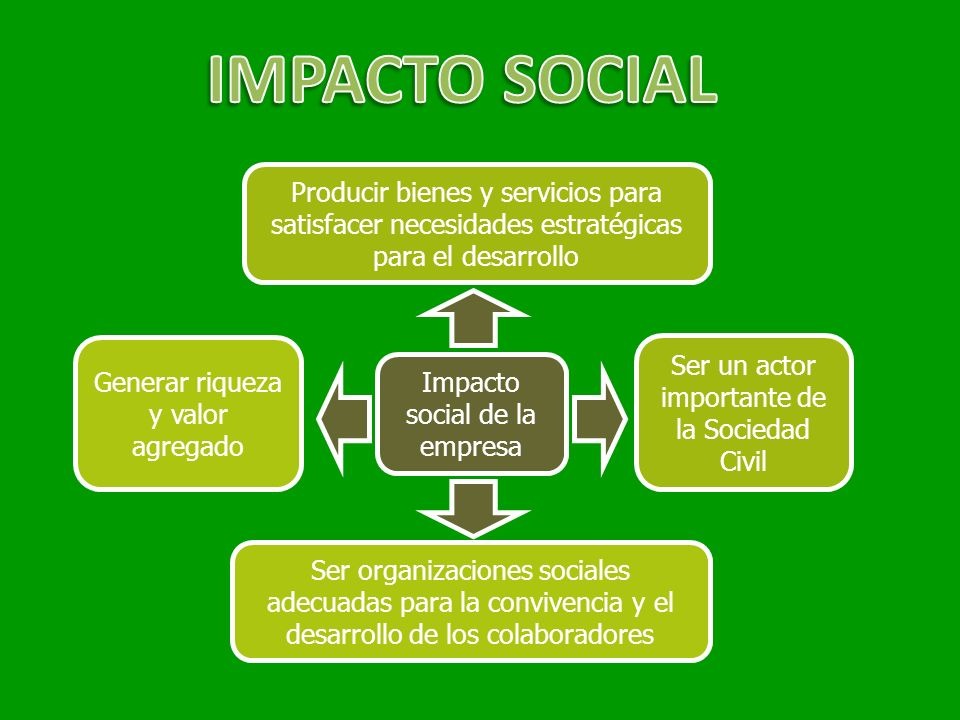 IMPACTO SOCIAL
Producir bienes y servicios para
satisfacer necesidades estratégicas
para el desarrollo
Generar riqueza
y valor
agregado
Impacto
social de la
empresa
Ser un actor
importante de
la Sociedad
Civil
Ser organizaciones sociales
adecuadas para la convivencia y el
desarrollo de los colaboradores